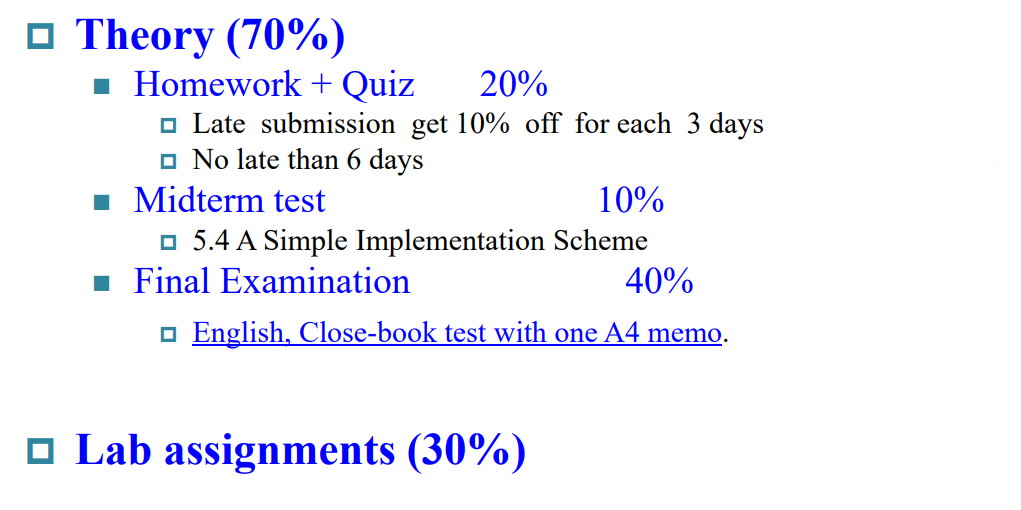 Theory (70%)
Homework + Quiz 20%
Late submission get 10% off for each 3 days
No late than 6 days
Midterm test 10%
5.4 A Simple Implementation Scheme
Final Examination 40%
English, Close-book test with one A4 memo.
Lab assignments (30%)